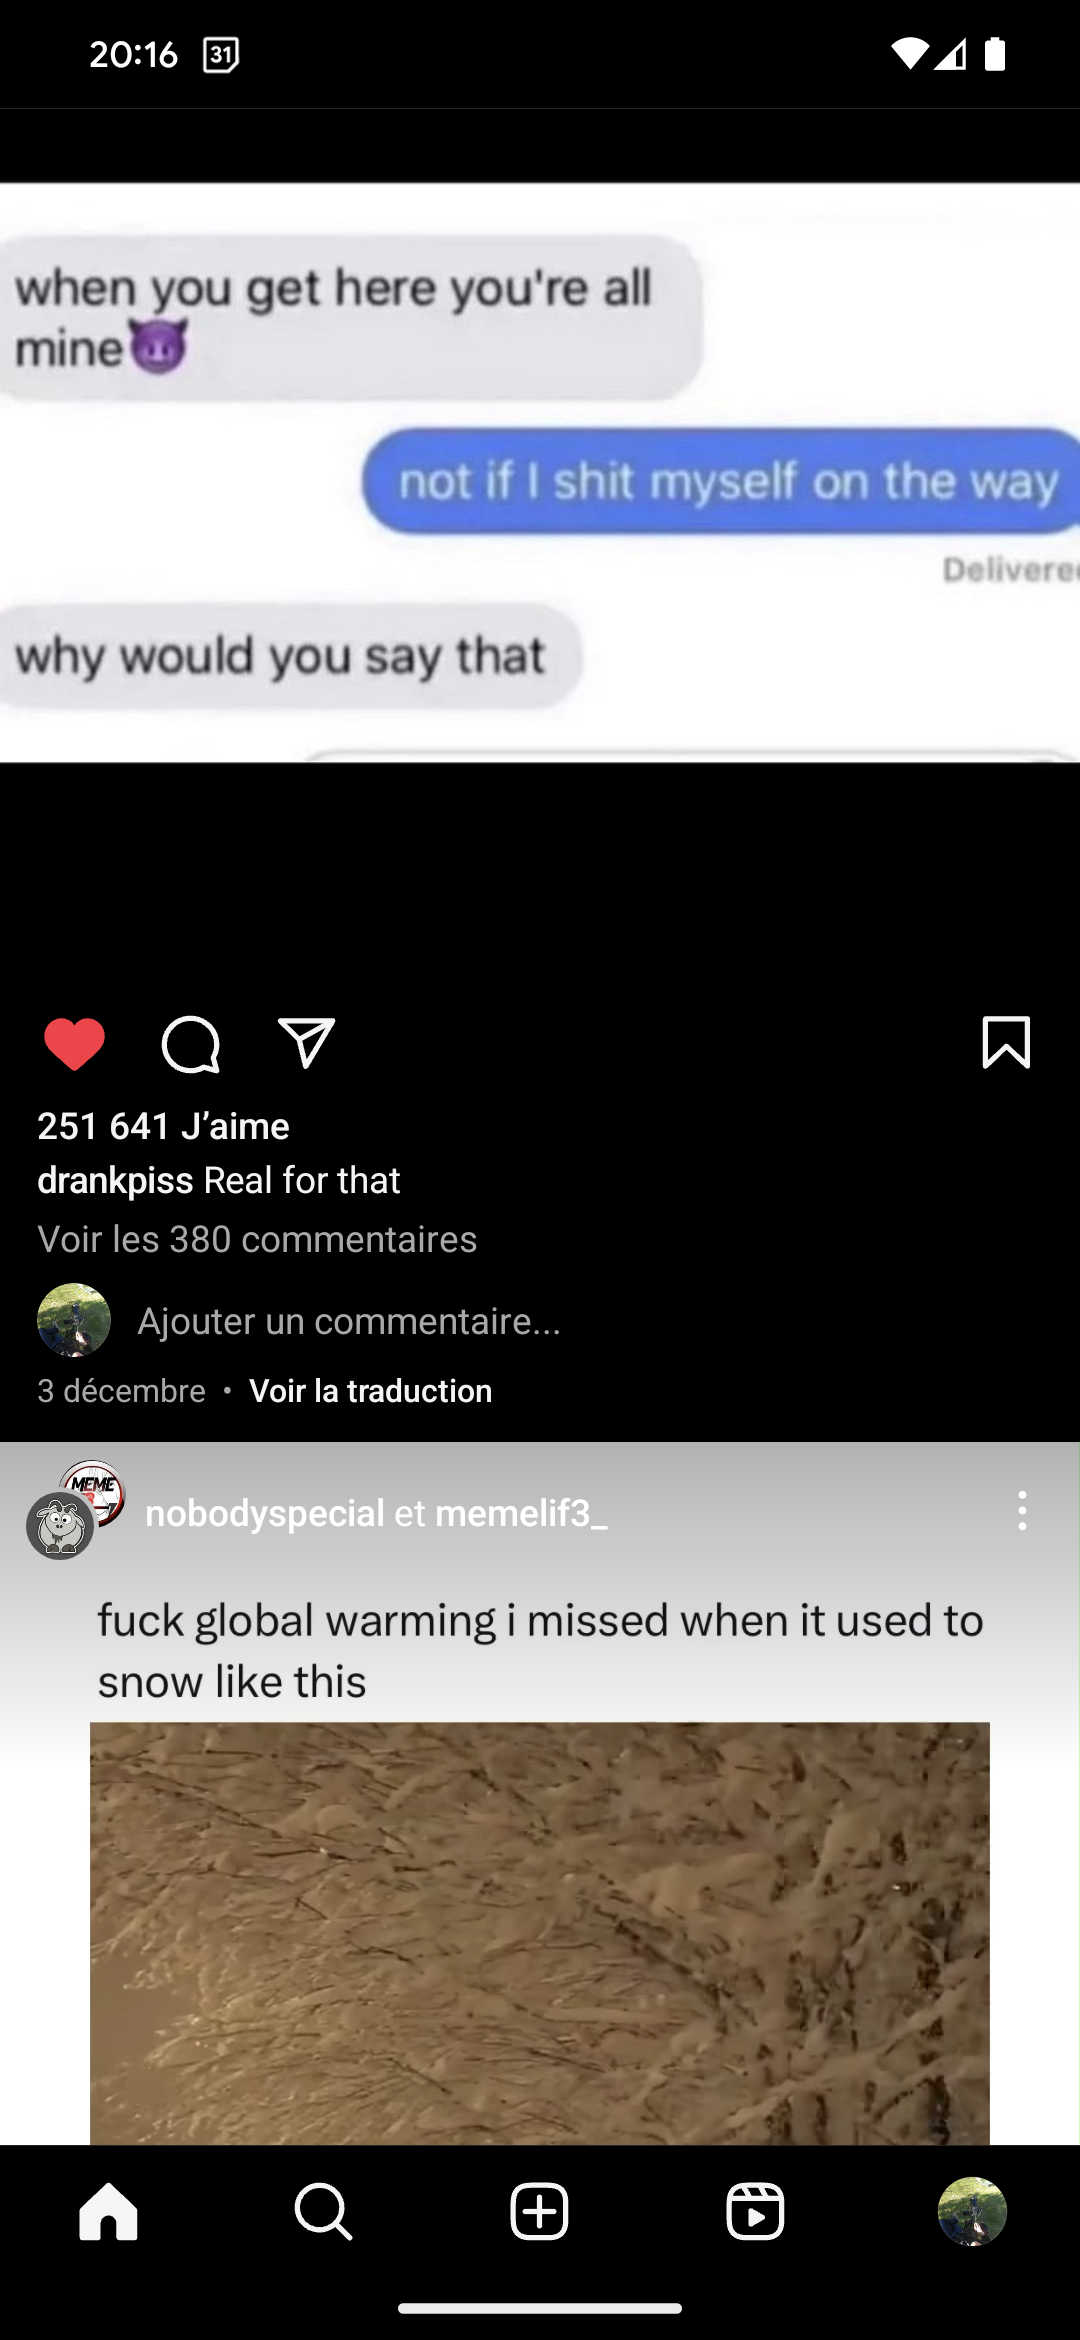 20:16 31
when you get here you're all
mine😈
not if I shit myself on the way
Delivered
why would you say that
251 641 J’aime
drankpiss Real for that
Voir les 380 commentaires
Ajouter un commentaire...
3 décembre • Voir la traduction
MEME
nobodyspecial et memelif3_
fuck global warming i missed when it used to
snow like this